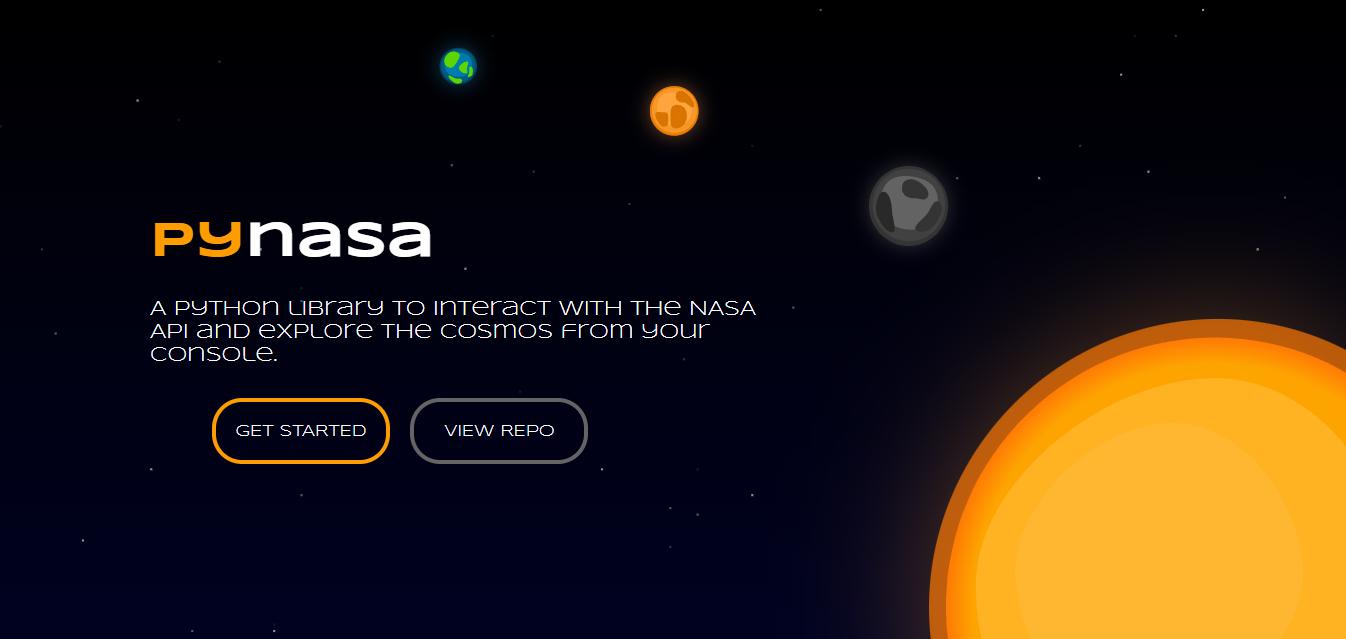 pynasa
A Python library to interact with the NASA
API and explore the cosmos from your
console.
GET STARTED
VIEW REPO